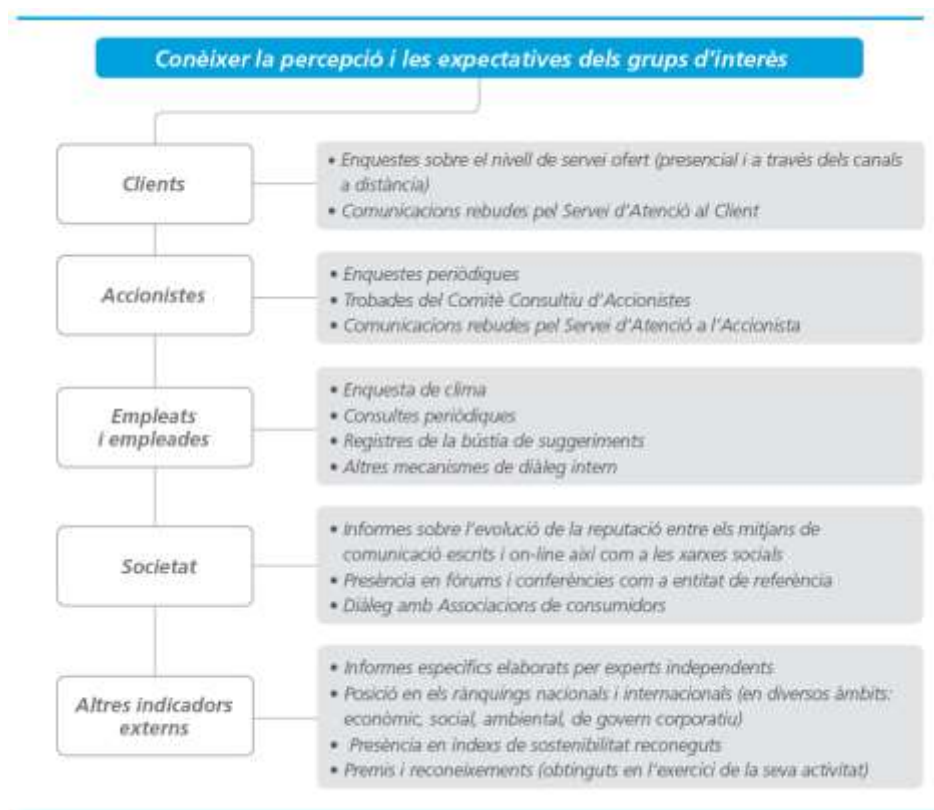 Conèixer la percepció i les expectatives dels grups d'interès
Clients
• Enquestes sobre el nivell de servei ofert (presencial i a través dels canals
a distància)
• Comunicacions rebudes pel Servei d'Atenció al Client
Accionistes
• Enquestes periòdiques
• Trobades del Comitè Consultiu d'Accionistes
• Comunicacions rebudes pel Servei d'Atenció a l'Accionista
Empleats
i empleades
• Enquesta de clima
• Consultes periòdiques
• Registres de la bústia de suggeriments
• Altres mecanismes de diàleg intern
Societat
• Informes sobre l'evolució de la reputació entre els mitjans de
comunicació escrits i on-line així com a les xarxes socials
• Presència en fòrums i conferències com a entitat de referència
• Diàleg amb Associacions de consumidors
Altres indicadors
externs
• Informes específics elaborats per experts independents
• Posició en els rànquings nacionals i internacionals (en diversos àmbits:
econòmic, social, ambiental, de govern corporatiu)
• Presència en índexs de sostenibilitat reconeguts
• Premis i reconeixements (obtinguts en l'exercici de la seva activitat)